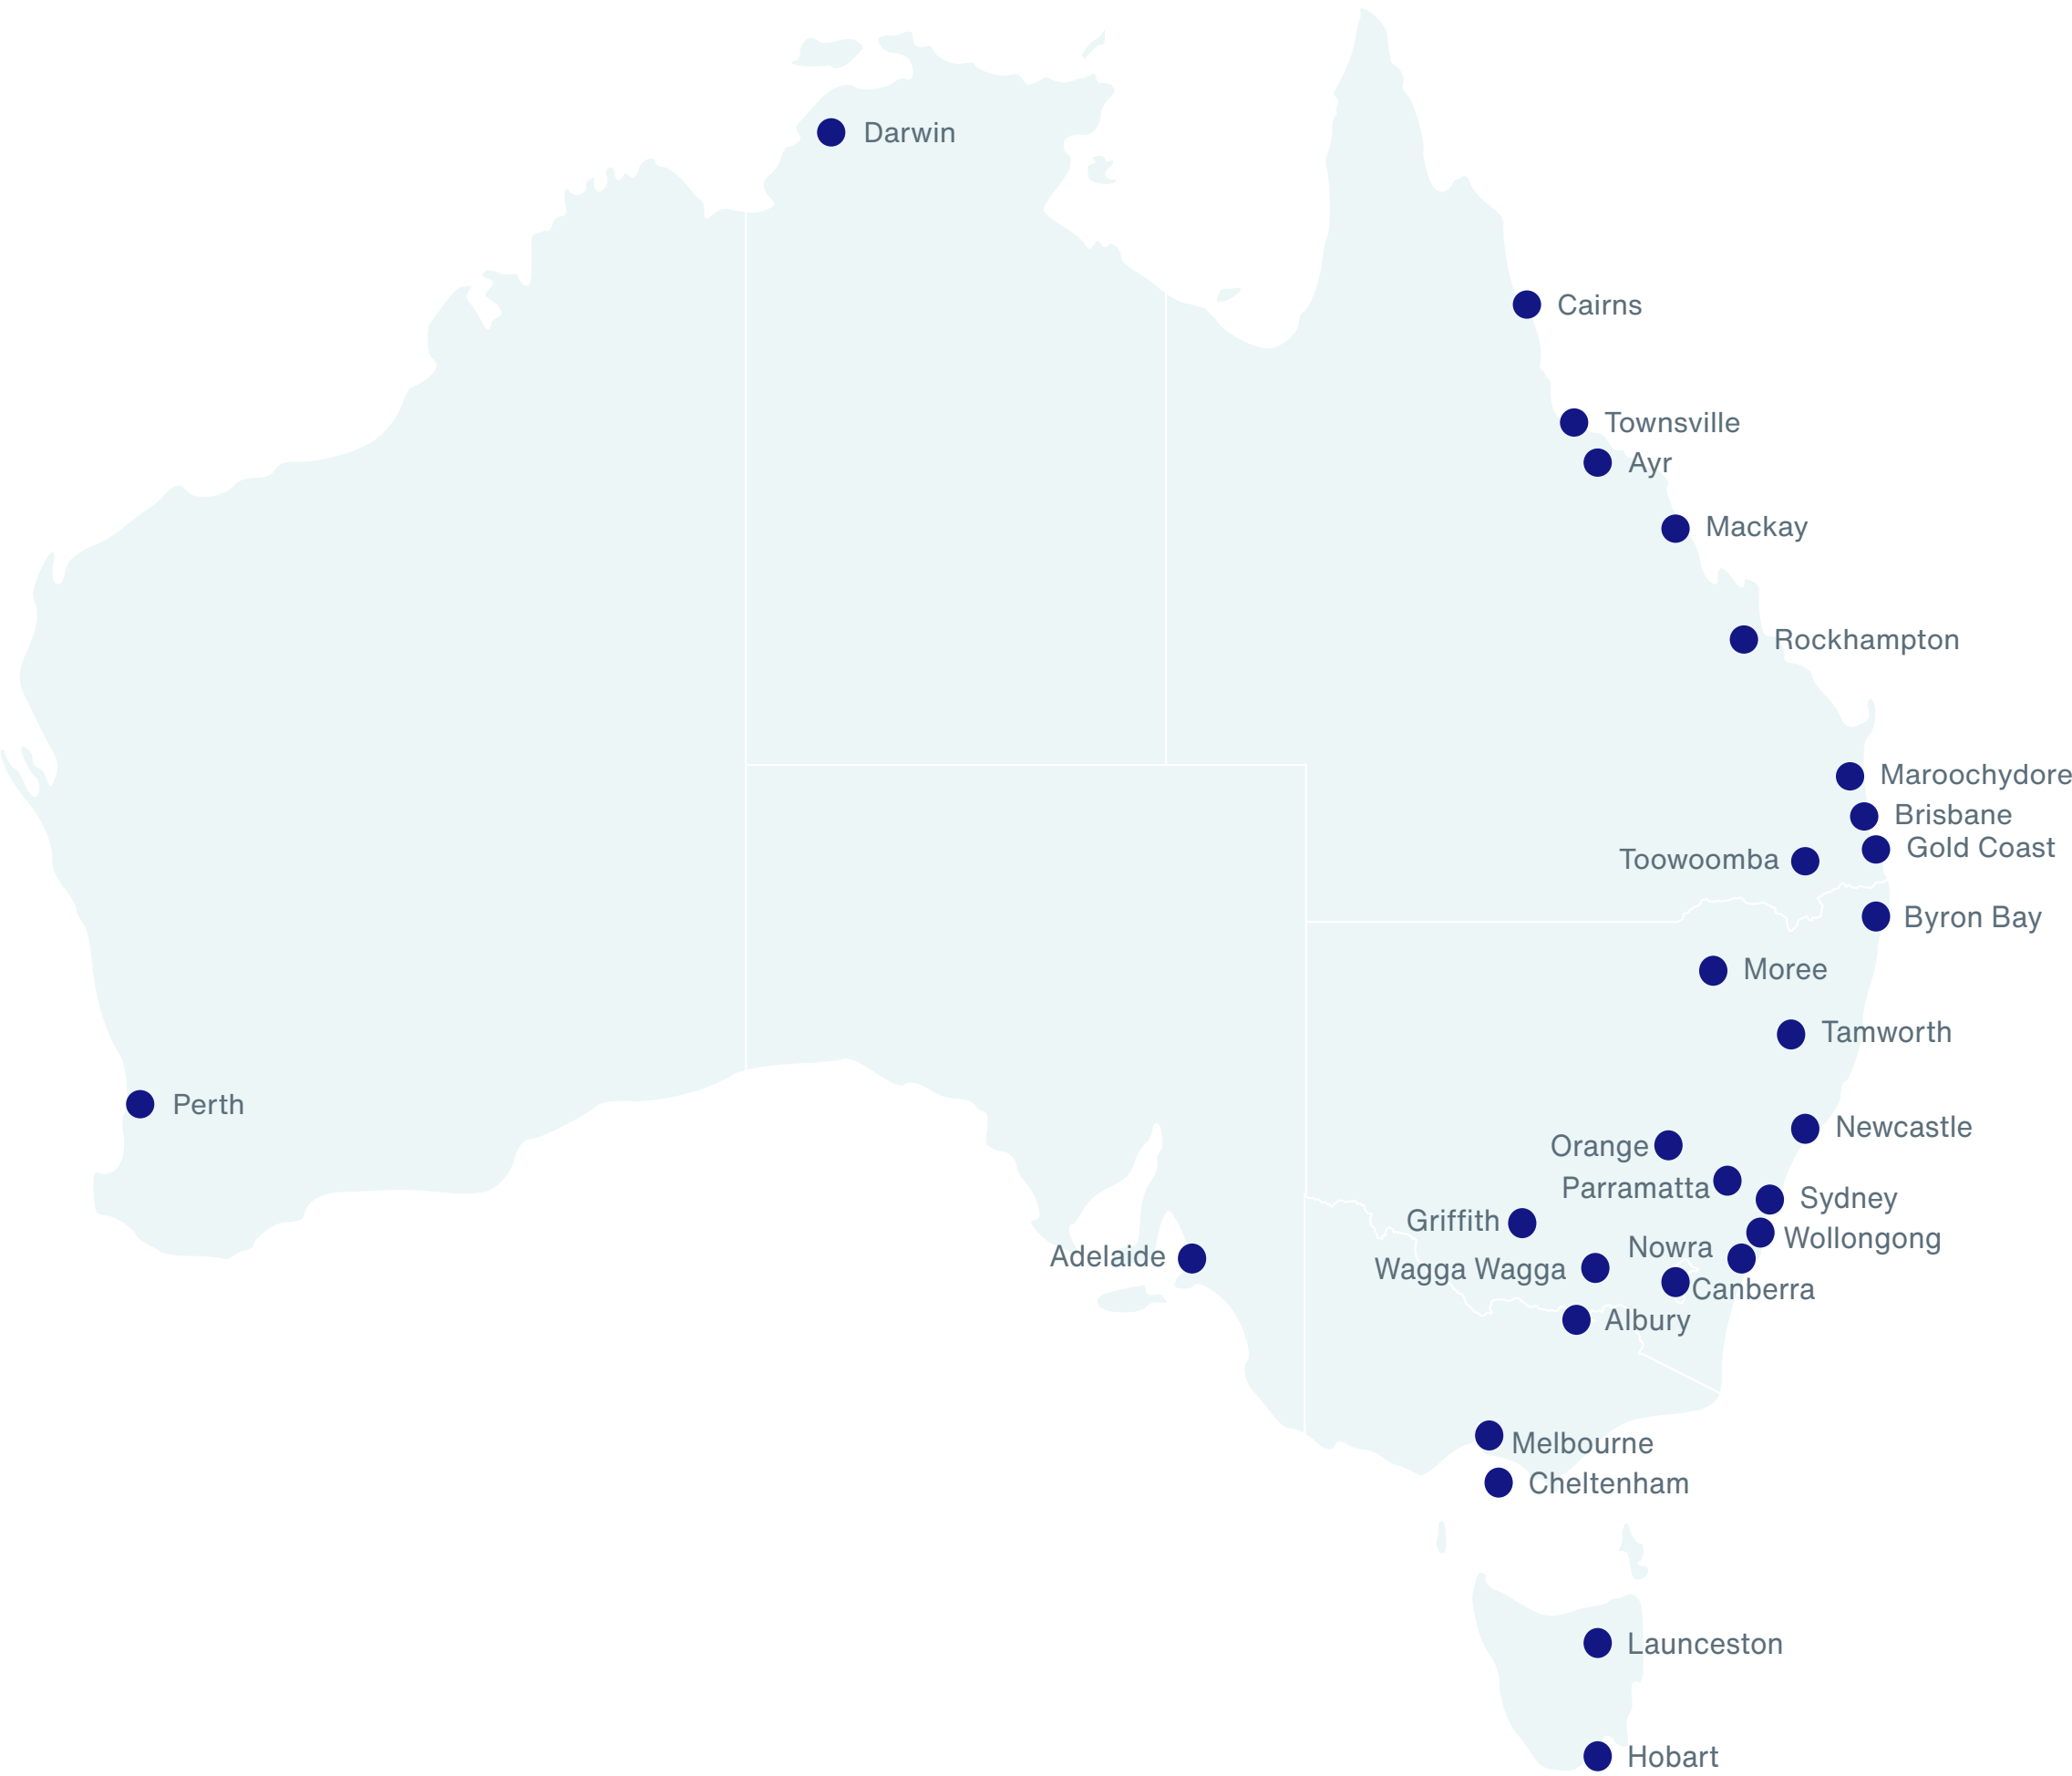 Darwin
Cairns
Townsville
Ayr
Mackay
Rockhampton
Maroochydore
Brisbane
Gold Coast
Toowoomba
Byron Bay
Moree
Tamworth
Perth
Newcastle
Orange
Parramatta
Sydney
Griffith
Wollongong
Nowra
Adelaide
Wagga Wagga
Canberra
Albury
Melbourne
Cheltenham
Launceston
Hobart